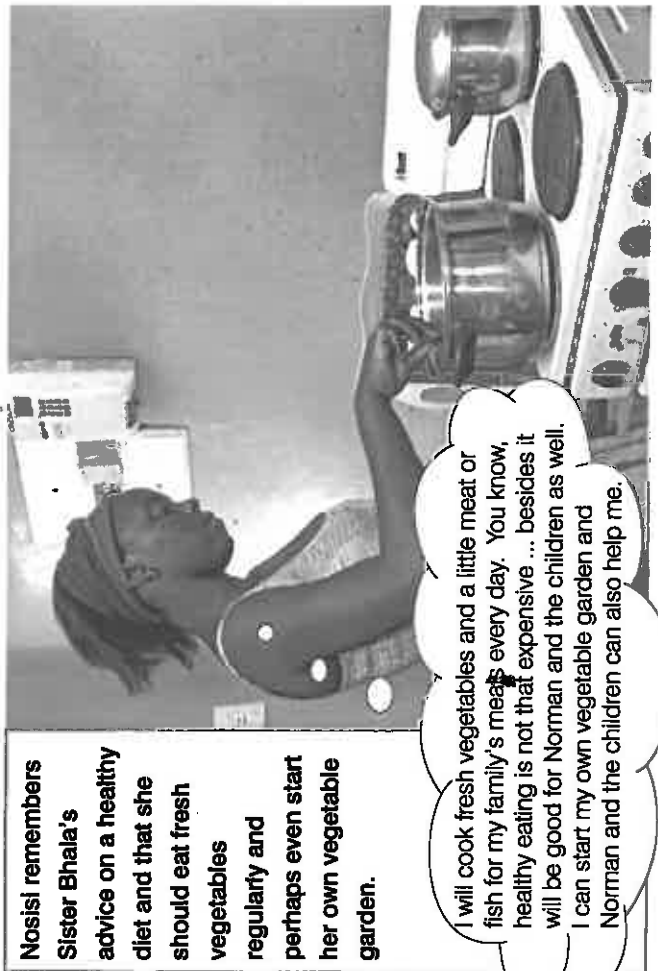 Nosisi remembers
Sister Bhala's
advice on a healthy
diet and that she
should eat fresh
vegetables
regularly and
perhaps even start
her own vegetable
garden.
I will cook fresh vegetables and a little meat or
fish for my family's meals every day. You know,
healthy eating is not that expensive ... besides it
will be good for Norman and the children as well.
I can start my own vegetable garden and
Norman and the children can also help me.